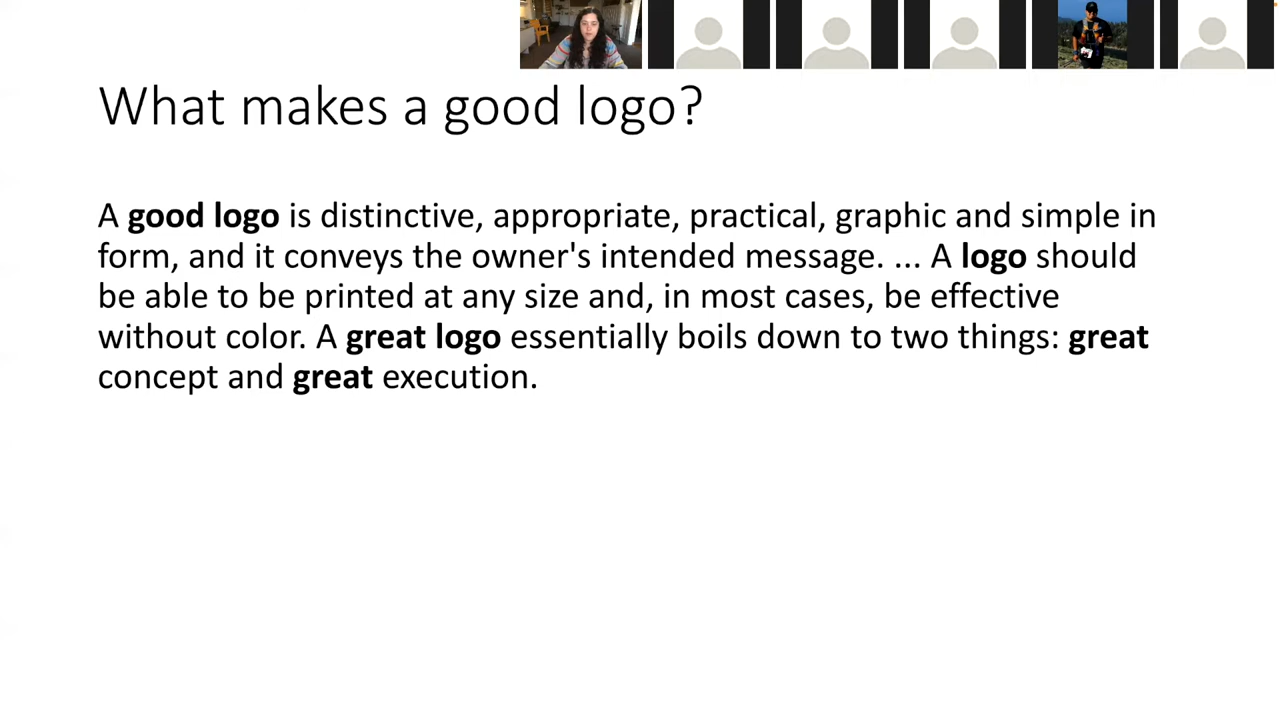 What makes a good logo?
A good logo is distinctive, appropriate, practical, graphic and simple in
form, and it conveys the owner's intended message. ... A logo should
be able to be printed at any size and, in most cases, be effective
without color. A great logo essentially boils down to two things: great
concept and great execution.